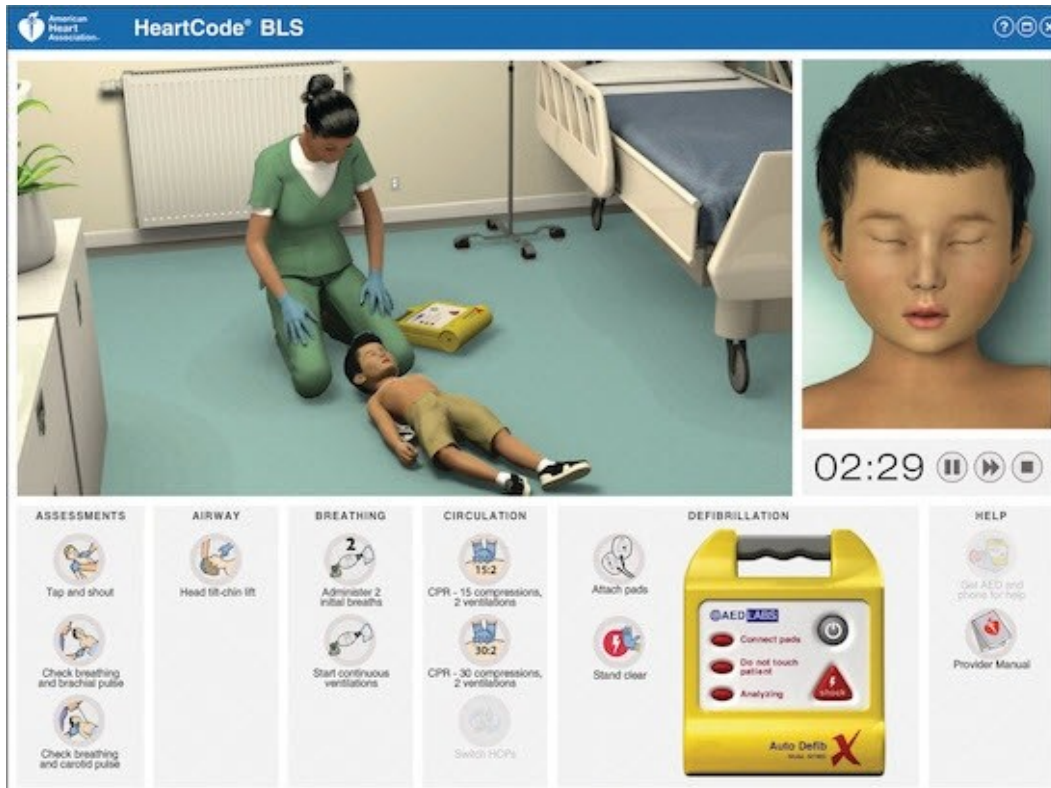 American
Heart
Association.
HeartCode® BLS
?
02:29
ASSESSMENTS
Tap and shout
Check breathing
and brachial pulse
Check breathing
and carotid pulse
AIRWAY
Head tilt-chin lift
BREATHING
2
Administer 2
initial breaths
Start continuous
ventilations
CIRCULATION
15:2
CPR - 15 compressions,
2 ventilations
30:2
CPR - 30 compressions,
2 ventilations
Switch HCPs
DEFIBRILLATION
Attach pads
Stand clear
AED LABS
Connect pads
Do not touch
patient
Analyzing
shock
Auto Defib X
HELP
Get AED and
phone for help
Provider Manual